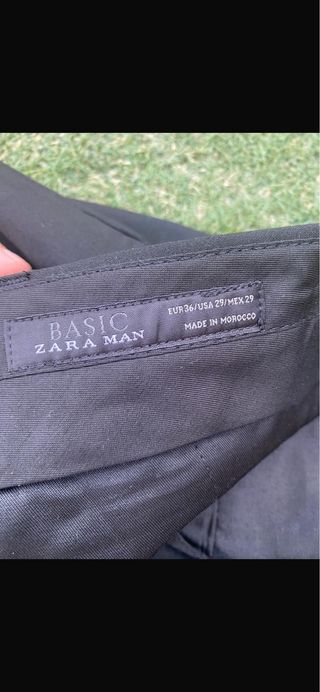 BASIC
ZARA MAN
EUR36/USA 29/MEX 29
MADE IN MOROCCO